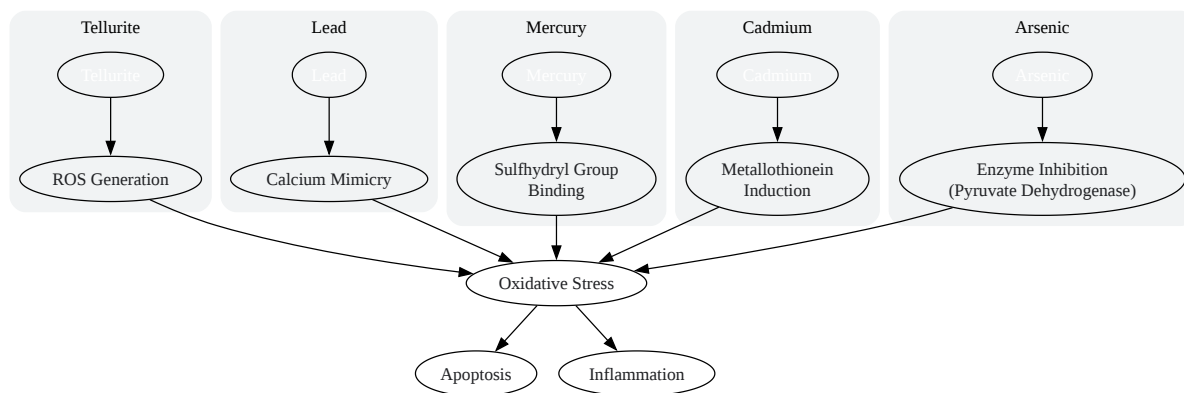 Tellurite
Lead
Mercury
Cadmium
Arsenic
Tellurite
Lead
Mercury
Cadmium
Arsenic
ROS Generation
Calcium Mimicry
Sulfhydryl Group
Binding
Metallothionein
Induction
Enzyme Inhibition
(Pyruvate Dehydrogenase)
Oxidative Stress
Apoptosis
Inflammation